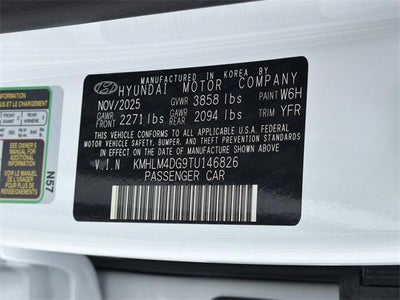 MANUFACTURED IN KOREA BY
HYUNDAI MOTOR COMPANY
NOV/2025 GVWR 3858 lbs PAINT W6H
GAWR FRONT 2271 lbs GAWR REAR 2094 lbs TRIM YFR
THIS VEHICLE CONFORMS TO ALL APPLICABLE U.S.A. FEDERAL
MOTOR VEHICLE SAFETY, BUMPER, AND THEFT PREVENTION
STANDARDS IN EFFECT ON THE DATE OF MANUFACTURE SHOWN ABOVE.
V.I.N KMHLM4DG9TU146826
PASSENGER CAR
N57